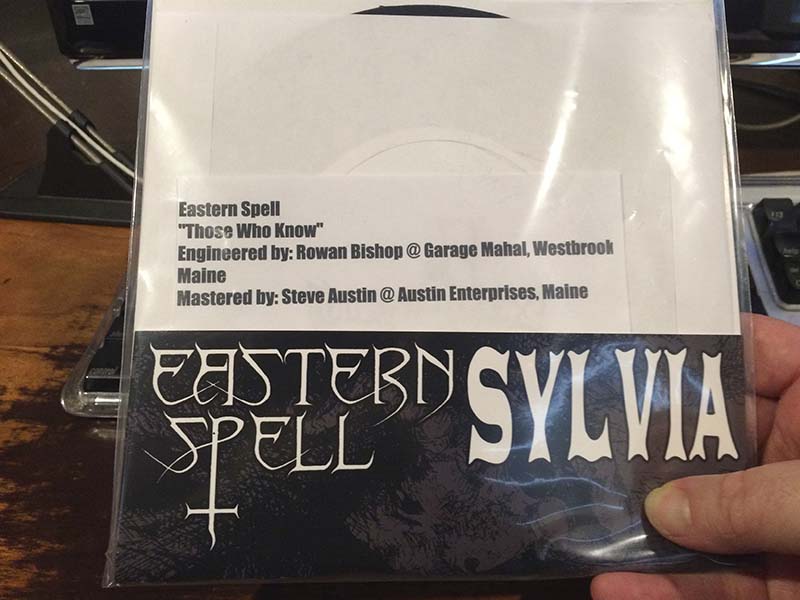 Eastern Spell
"Those Who Know"
Engineered by: Rowan Bishop @ Garage Mahal, Westbrook
Maine
Mastered by: Steve Austin @ Austin Enterprises, Maine
EASTERN SYLVIA
SPELL